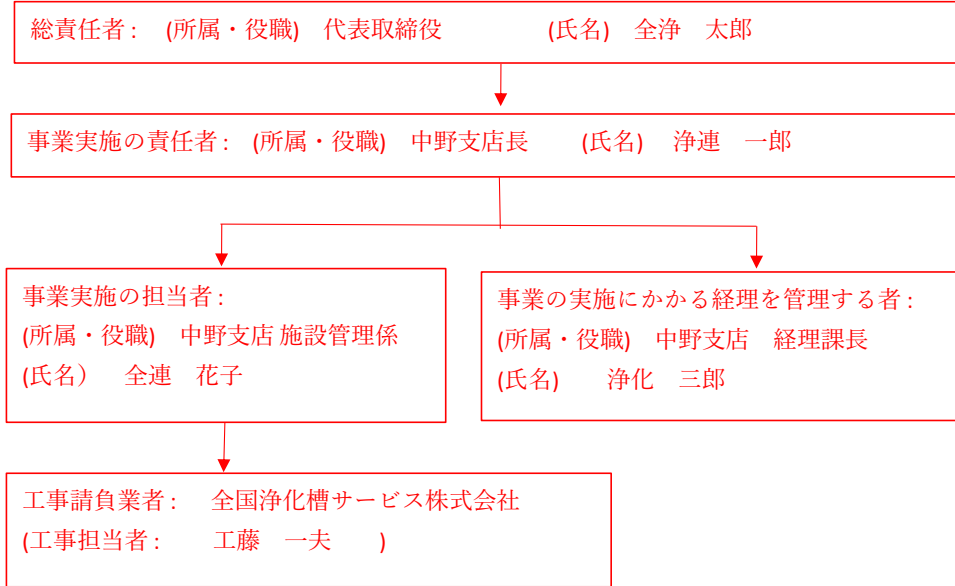 総責任者： (所属・役職) 代表取締役 (氏名) 全浄 太郎
事業実施の責任者： (所属・役職) 中野支店長 (氏名) 浄連 一郎
事業実施の担当者：
(所属・役職) 中野支店 施設管理係
(氏名） 全連 花子
事業の実施にかかる経理を管理する者：
(所属・役職) 中野支店 経理課長
(氏名) 浄化 三郎
工事請負業者： 全国浄化槽サービス株式会社
(工事担当者： 工藤 一夫 )